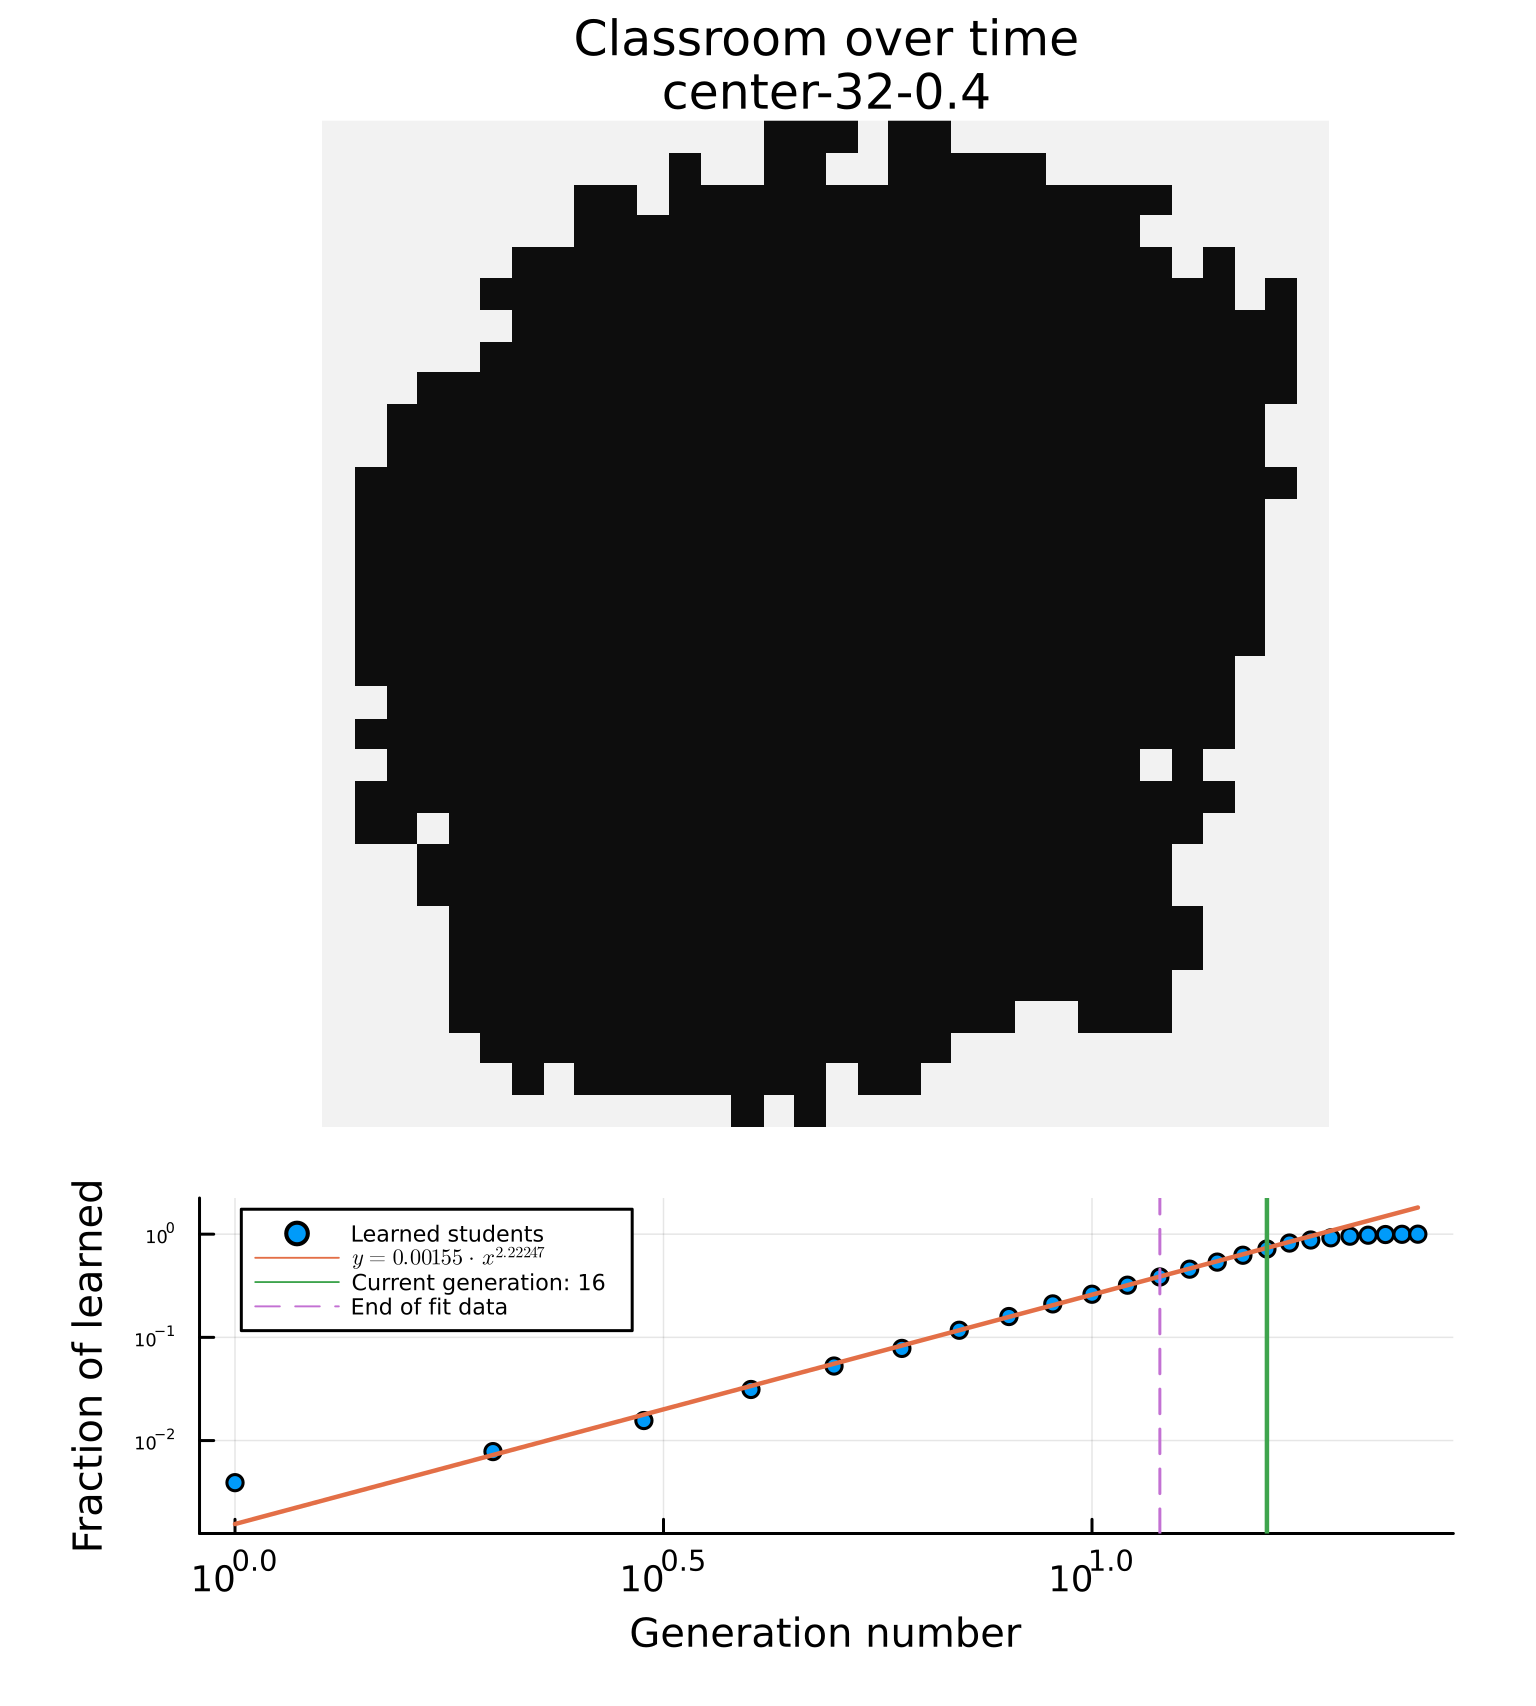 Classroom over time
center-32-0.4
Fraction of learned
10^0
10^-1
10^-2
Learned students
y = 0.00155 · x^2.22247
Current generation: 16
End of fit data
10^0.0
10^0.5
10^1.0
Generation number